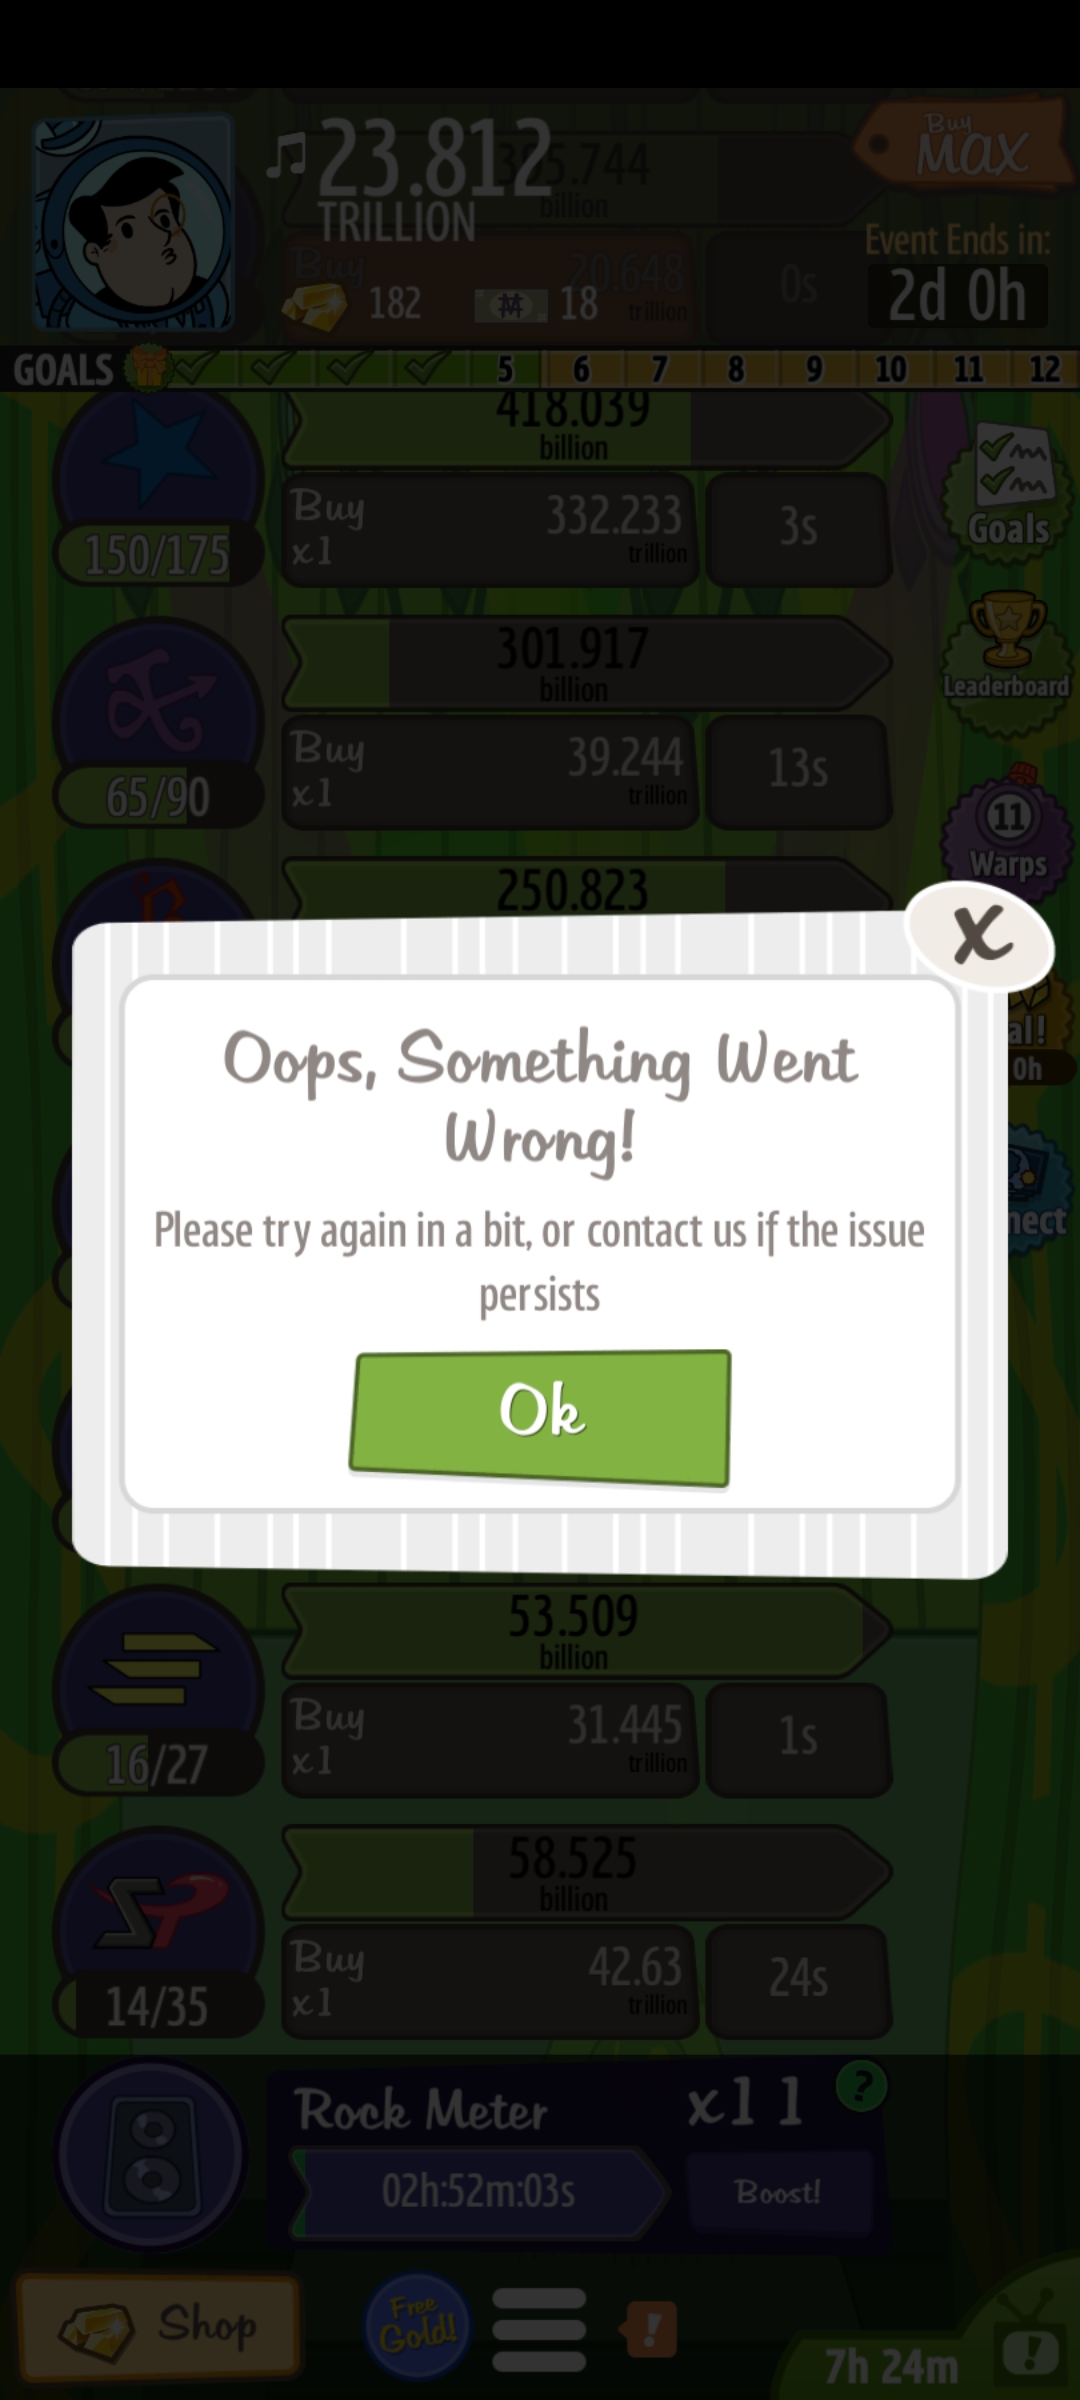 23.812
TRILLION
395.744
billion
Buy
MAX
Event Ends in:
2d 0h
Buy
20.648
trillion
0s
182
18
GOALS
5
6
7
8
9
10
11
12
418.039
billion
150/175
Buy
x1
332.233
trillion
3s
Goals
Leaderboard
301.917
billion
65/90
Buy
x1
39.244
trillion
13s
11
Warps
250.823
X
al!
0h
nect
Oops, Something Went
Wrong!
Please try again in a bit, or contact us if the issue
persists
Ok
53.509
billion
16/27
Buy
x1
31.445
trillion
1s
58.525
billion
14/35
Buy
x1
42.63
trillion
24s
Rock Meter
x11
?
02h:52m:03s
Boost!
Shop
Free
Gold!
!
7h 24m
!